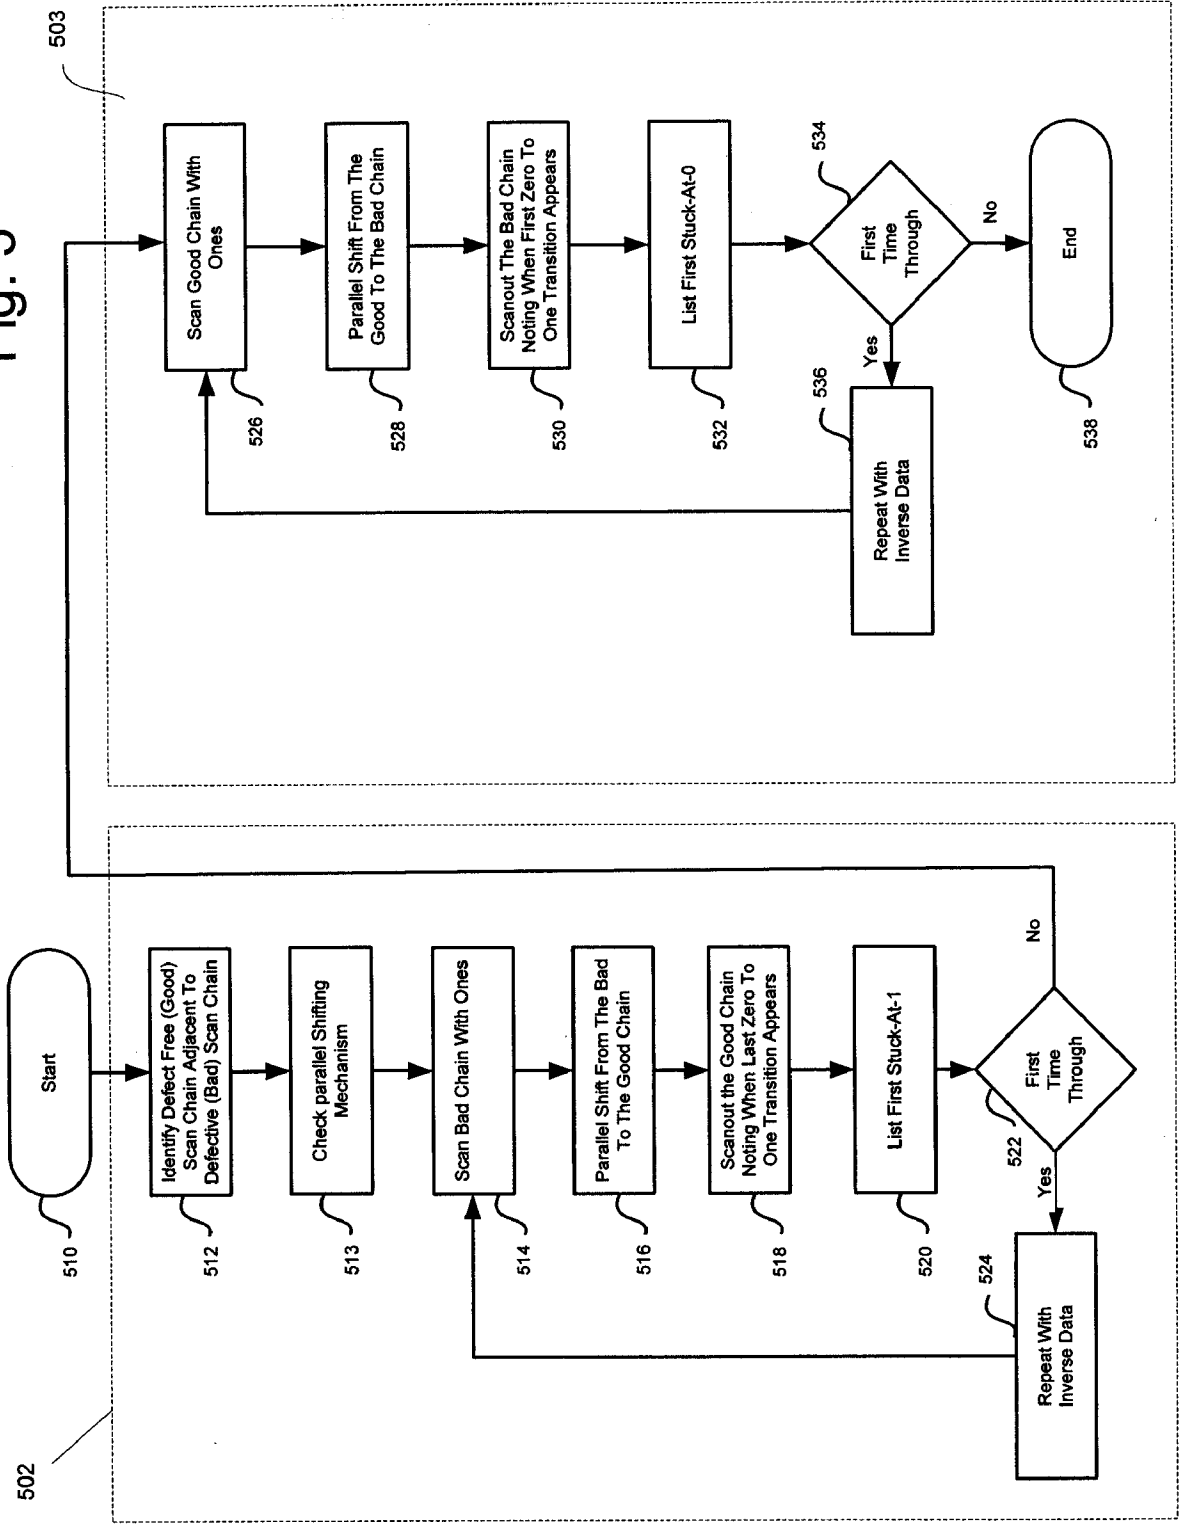 Fig. 5
502
Start
510
Identify Defect Free (Good)
Scan Chain Adjacent To
Defective (Bad) Scan Chain
512
Check parallel Shifting
Mechanism
513
Scan Bad Chain With Ones
514
Parallel Shift From The Bad
To The Good Chain
516
Scanout the Good Chain
Noting When Last Zero To
One Transition Appears
518
List First Stuck-At-1
520
First
Time
Through
522
Yes
No
Repeat With
Inverse Data
524
503
Scan Good Chain With
Ones
526
Parallel Shift From The
Good To The Bad Chain
528
Scanout The Bad Chain
Noting When First Zero To
One Transition Appears
530
List First Stuck-At-0
532
First
Time
Through
534
Yes
No
Repeat With
Inverse Data
536
End
538